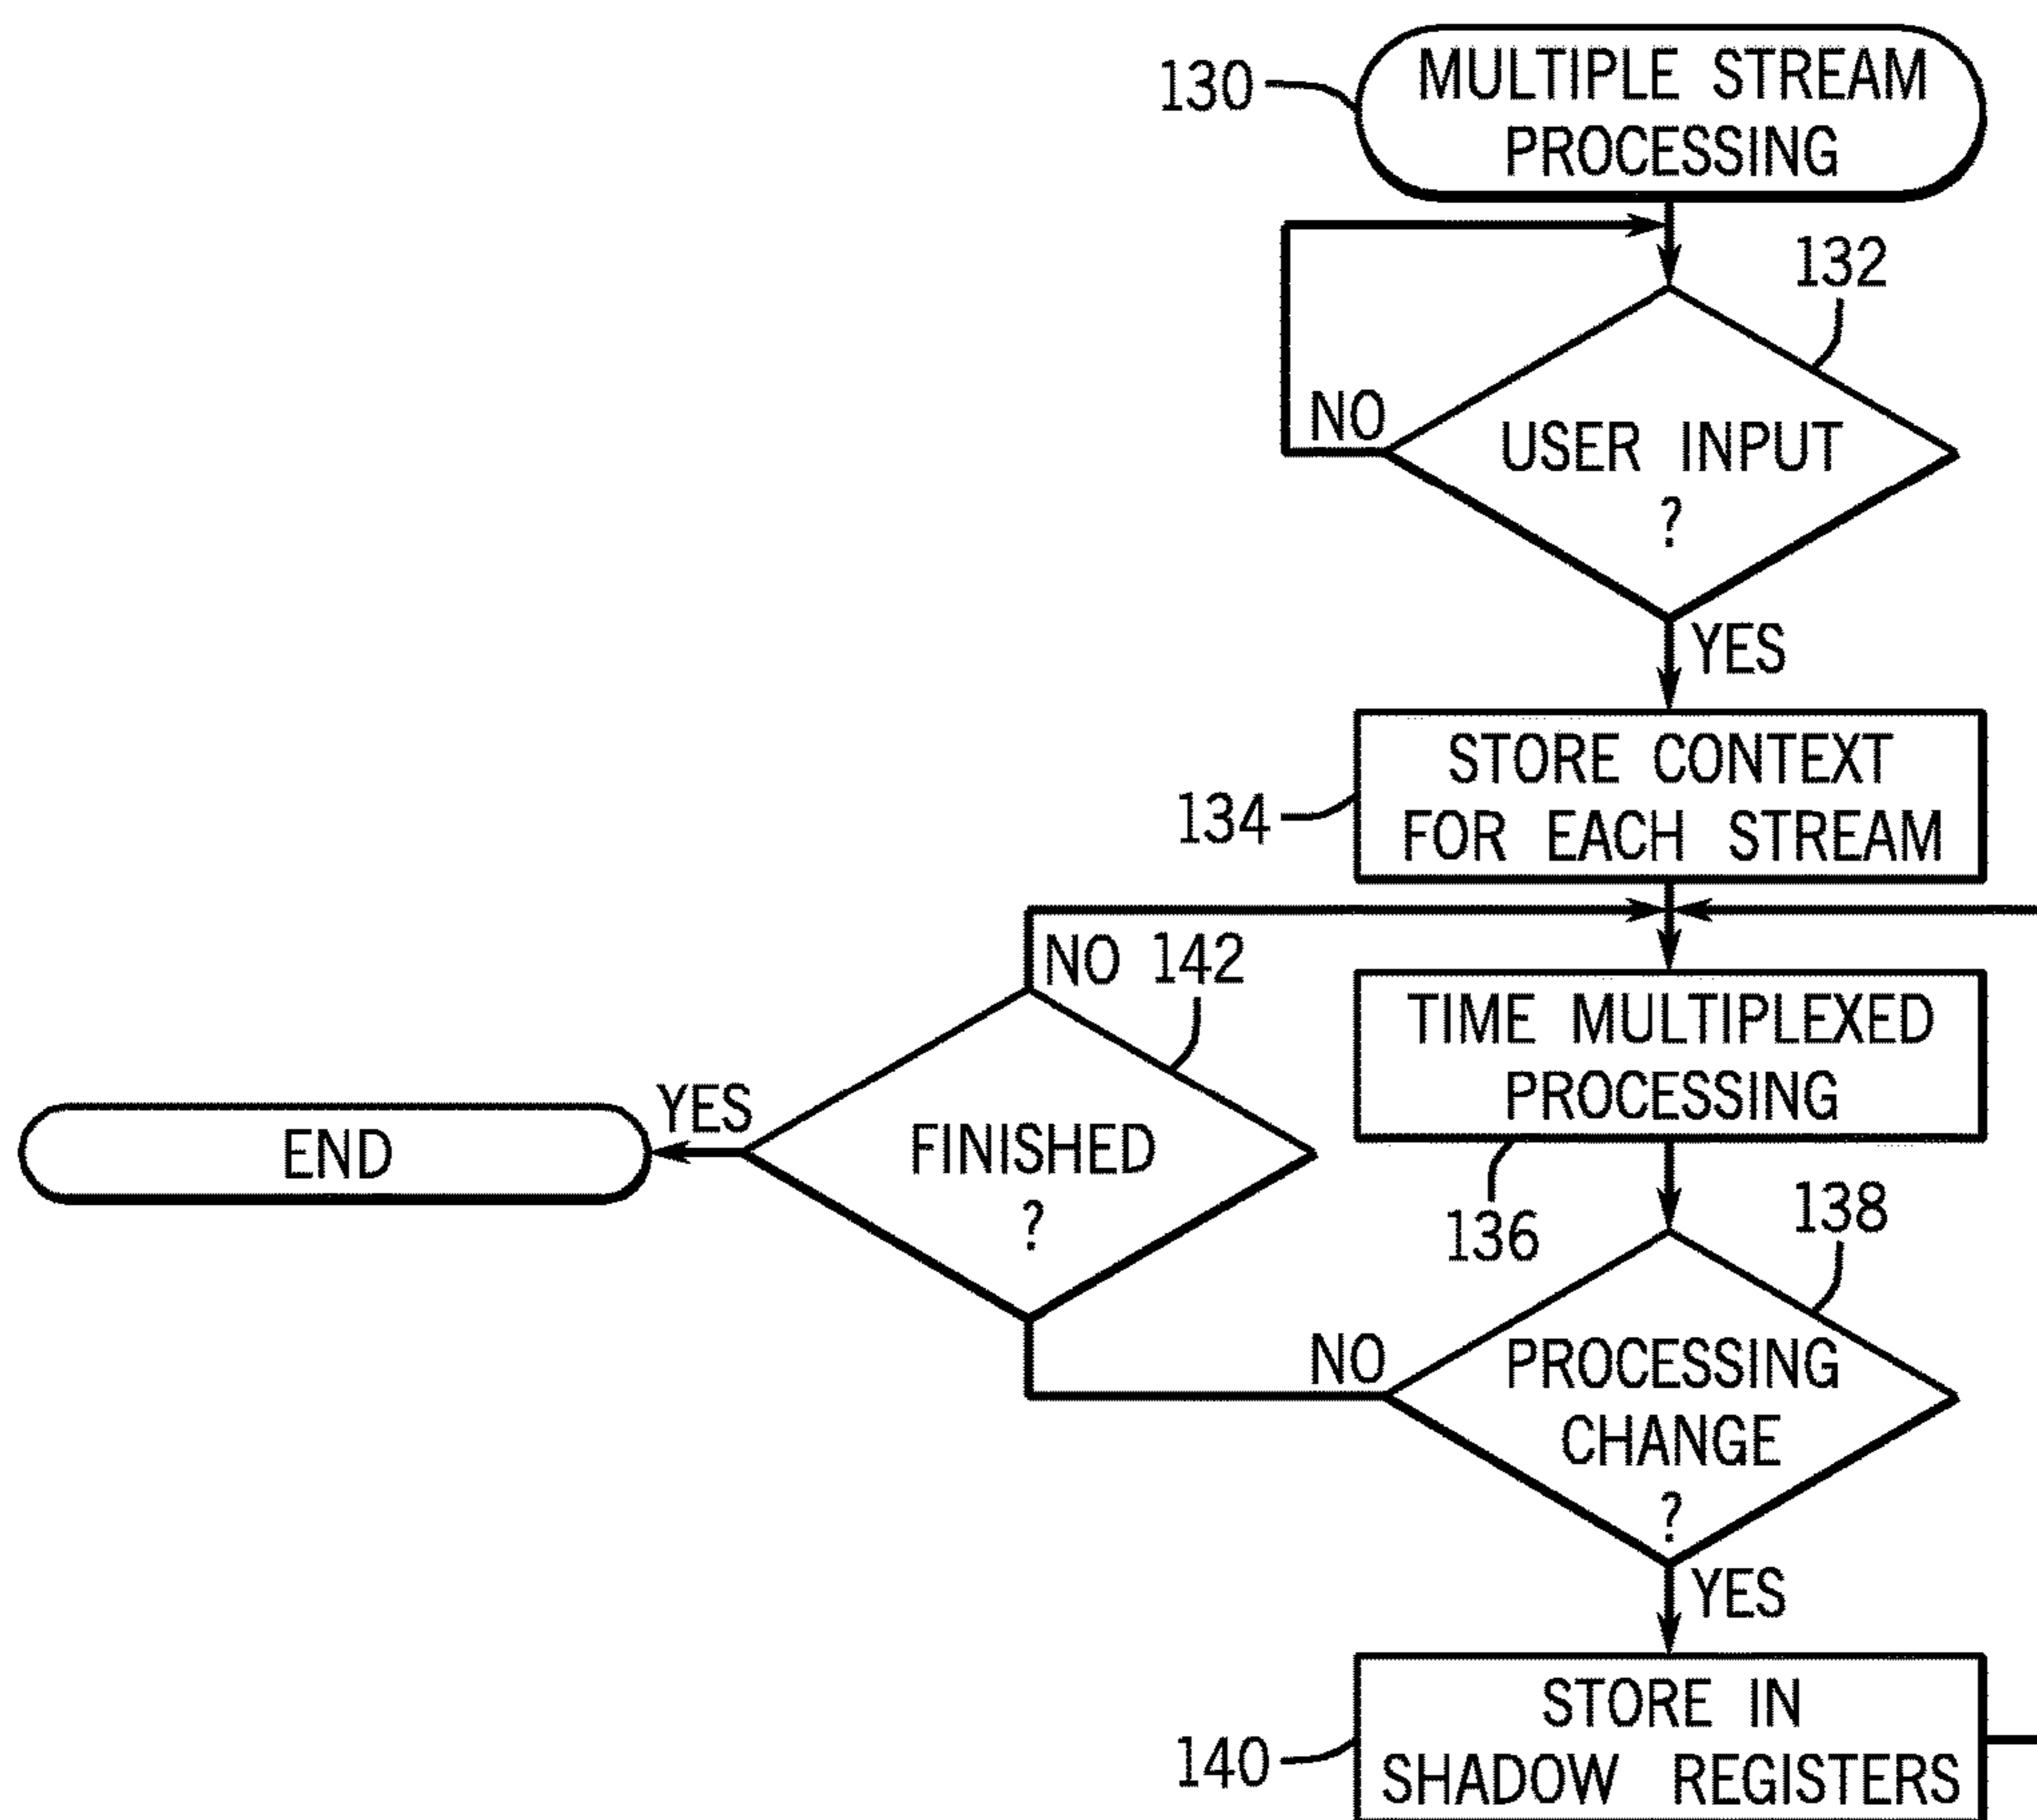 130
MULTIPLE STREAM
PROCESSING
132
NO
USER INPUT
?
YES
134
STORE CONTEXT
FOR EACH STREAM
NO
142
TIME MULTIPLEXED
PROCESSING
136
END
YES
FINISHED
?
138
NO
PROCESSING
CHANGE
?
YES
140
STORE IN
SHADOW REGISTERS